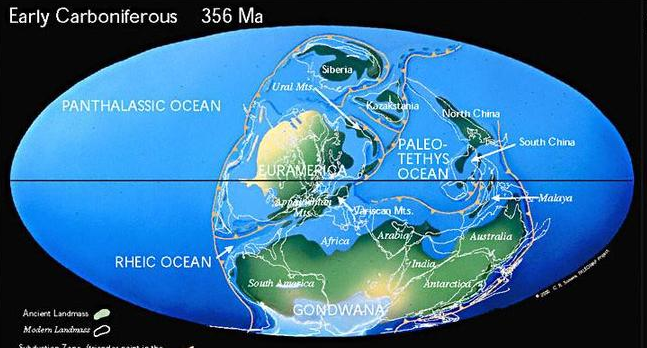 Early Carboniferous 356 Ma
Siberia
Ural Mts.
PANTHALASSIC OCEAN
Kazakstania
North China
PALEO-
TETHYS
OCEAN
South China
EURAMERICA
Appalachian
Mts.
Variscan Mts.
Malaya
Africa
Arabia
Australia
RHEIC OCEAN
India
South America
Antarctica
GONDWANA
Ancient Landmass
Modern Landmass